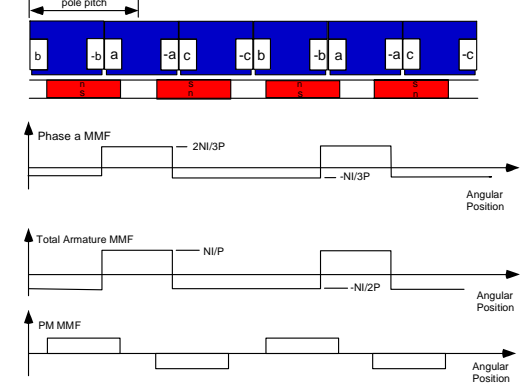 pole pitch
b -b a -a c -c b -b a -a c -c
n s n s
s n s n
Phase a MMF
2NI/3P
-NI/3P
Angular
Position
Total Armature MMF
NI/P
-NI/2P
Angular
Position
PM MMF
Angular
Position